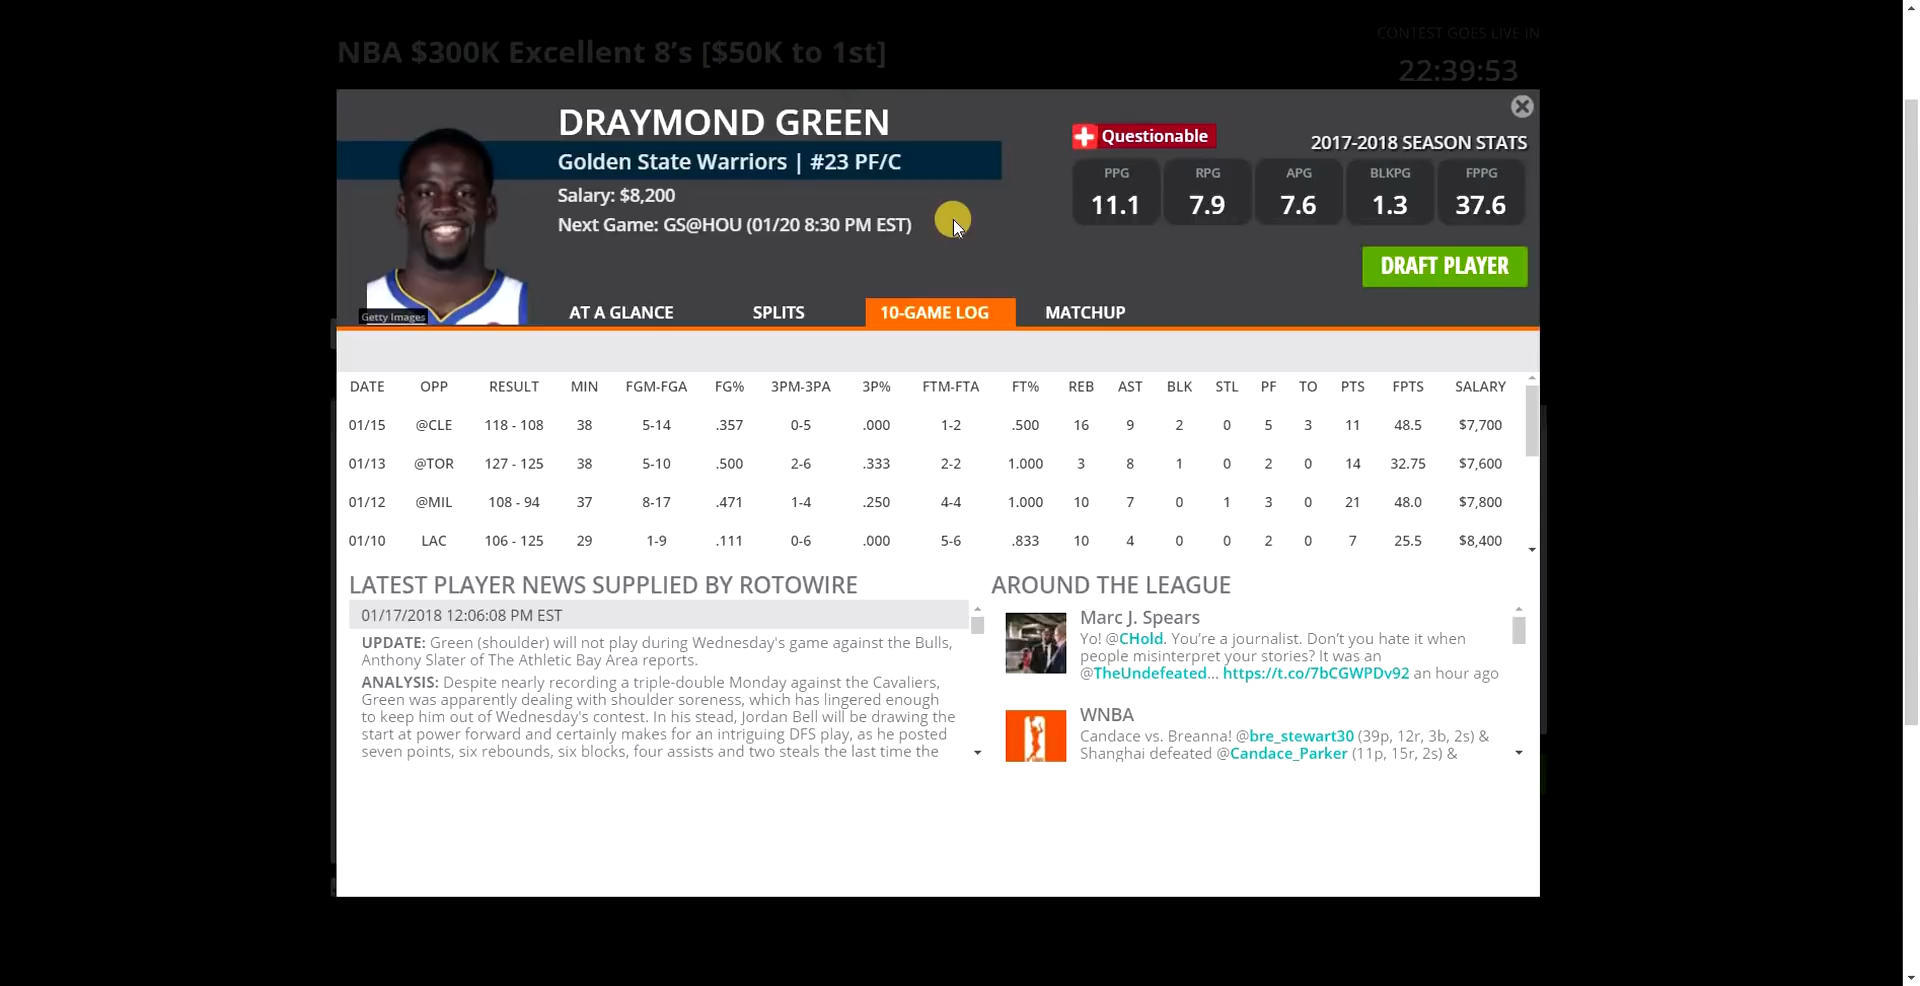 NBA $300K Excellent 8's [$50K to 1st]
CONTEST GOES LIVE IN
22:39:53
DRAYMOND GREEN
Golden State Warriors | #23 PF/C
Salary: $8,200
Next Game: GS@HOU (01/20 8:30 PM EST)
Questionable
2017-2018 SEASON STATS
PPG RPG APG BLKPG FPPG
11.1 7.9 7.6 1.3 37.6
DRAFT PLAYER
Getty Images
AT A GLANCE SPLITS 10-GAME LOG MATCHUP
DATE OPP RESULT MIN FGM-FGA FG% 3PM-3PA 3P% FTM-FTA FT% REB AST BLK STL PF TO PTS FPTS SALARY
01/15 @CLE 118 - 108 38 5-14 .357 0-5 .000 1-2 .500 16 9 2 0 5 3 11 48.5 $7,700
01/13 @TOR 127 - 125 38 5-10 .500 2-6 .333 2-2 1.000 3 8 1 0 2 0 14 32.75 $7,600
01/12 @MIL 108 - 94 37 8-17 .471 1-4 .250 4-4 1.000 10 7 0 1 3 0 21 48.0 $7,800
01/10 LAC 106 - 125 29 1-9 .111 0-6 .000 5-6 .833 10 4 0 0 2 0 7 25.5 $8,400
LATEST PLAYER NEWS SUPPLIED BY ROTOWIRE
01/17/2018 12:06:08 PM EST
UPDATE: Green (shoulder) will not play during Wednesday's game against the Bulls,
Anthony Slater of The Athletic Bay Area reports.
ANALYSIS: Despite nearly recording a triple-double Monday against the Cavaliers,
Green was apparently dealing with shoulder soreness, which has lingered enough
to keep him out of Wednesday's contest. In his stead, Jordan Bell will be drawing the
start at power forward and certainly makes for an intriguing DFS play, as he posted
seven points, six rebounds, six blocks, four assists and two steals the last time the
AROUND THE LEAGUE
Marc J. Spears
Yo! @CHold. You're a journalist. Don't you hate it when
people misinterpret your stories? It was an
@TheUndefeated... https://t.co/7bCGWPDv92 an hour ago
WNBA
Candace vs. Breanna! @bre_stewart30 (39p, 12r, 3b, 2s) &
Shanghai defeated @Candace_Parker (11p, 15r, 2s) &